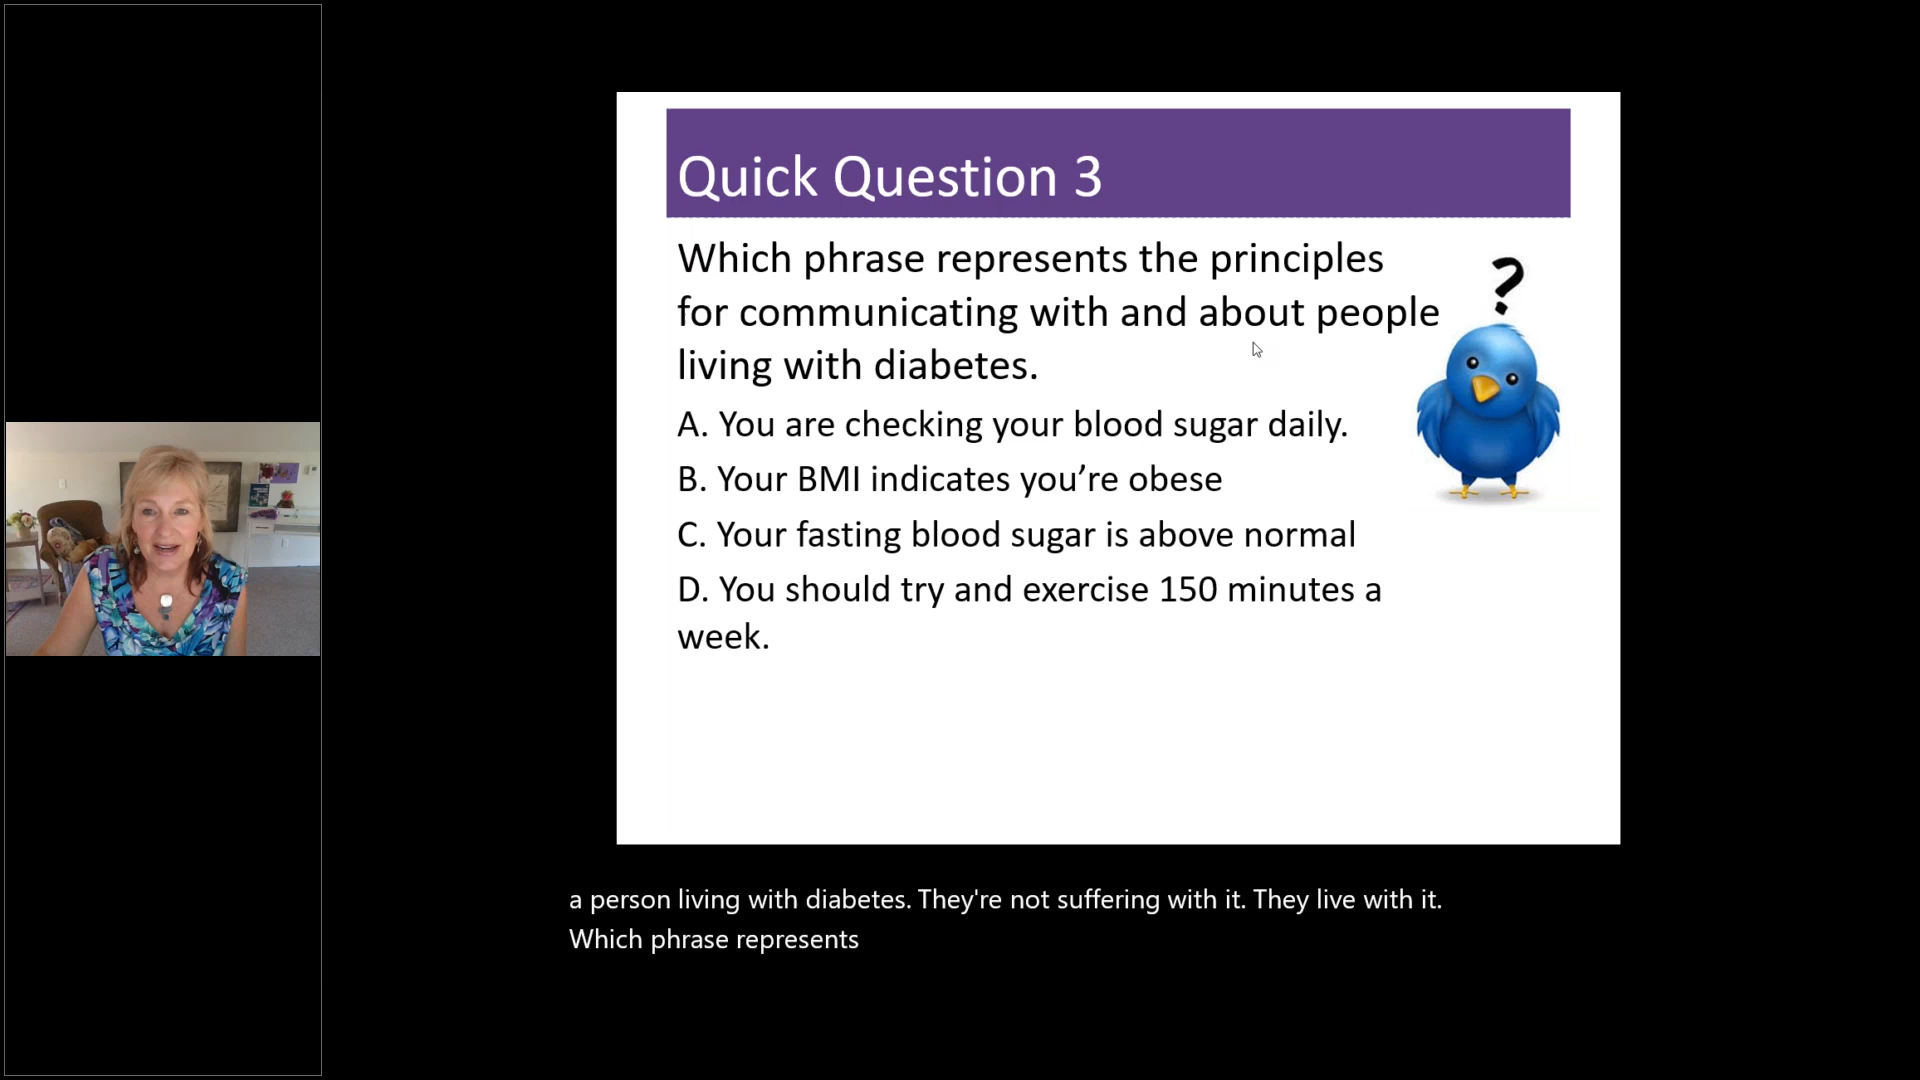 Quick Question 3
Which phrase represents the principles
for communicating with and about people
living with diabetes.
A. You are checking your blood sugar daily.
B. Your BMI indicates you’re obese
C. Your fasting blood sugar is above normal
D. You should try and exercise 150 minutes a
week.
?
a person living with diabetes. They're not suffering with it. They live with it.
Which phrase represents